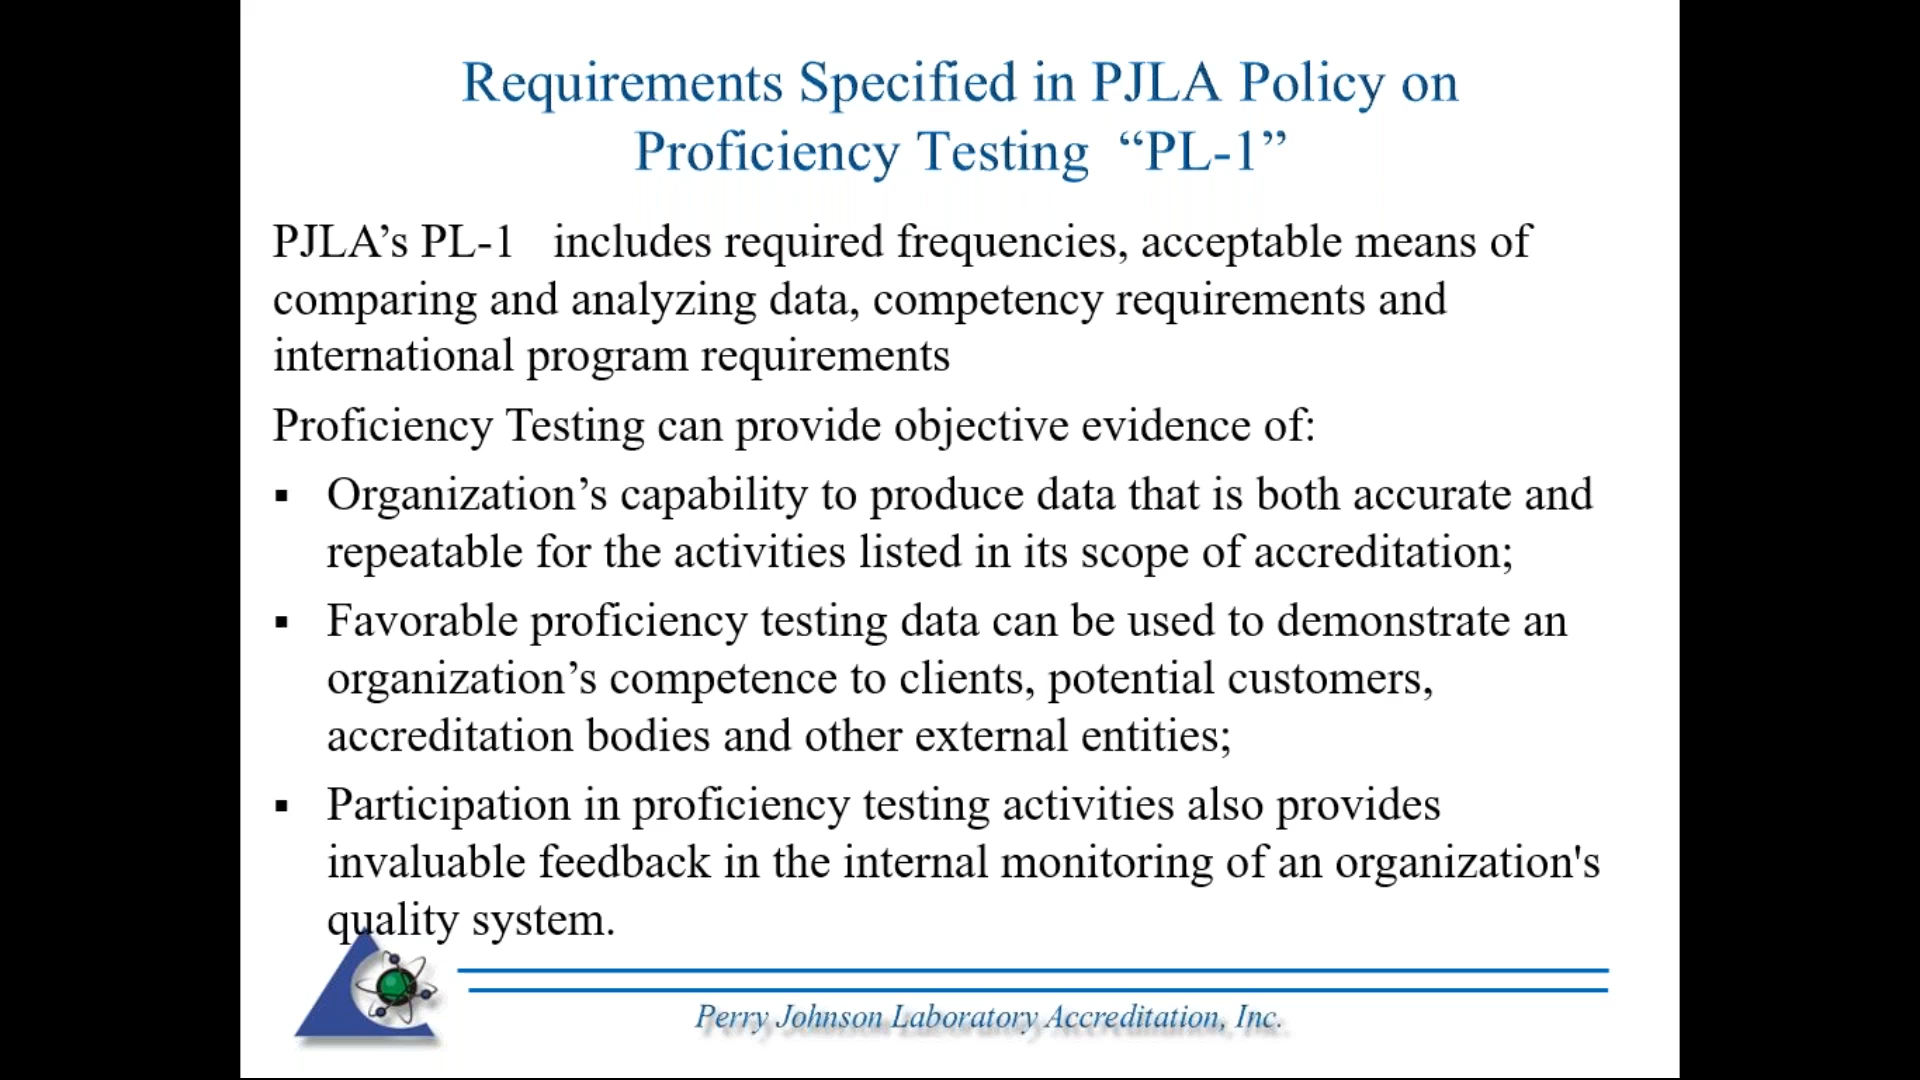 Requirements Specified in PJLA Policy on
Proficiency Testing “PL-1”
PJLA’s PL-1 includes required frequencies, acceptable means of
comparing and analyzing data, competency requirements and
international program requirements
Proficiency Testing can provide objective evidence of:
▪ Organization’s capability to produce data that is both accurate and
repeatable for the activities listed in its scope of accreditation;
▪ Favorable proficiency testing data can be used to demonstrate an
organization’s competence to clients, potential customers,
accreditation bodies and other external entities;
▪ Participation in proficiency testing activities also provides
invaluable feedback in the internal monitoring of an organization's
quality system.
Perry Johnson Laboratory Accreditation, Inc.